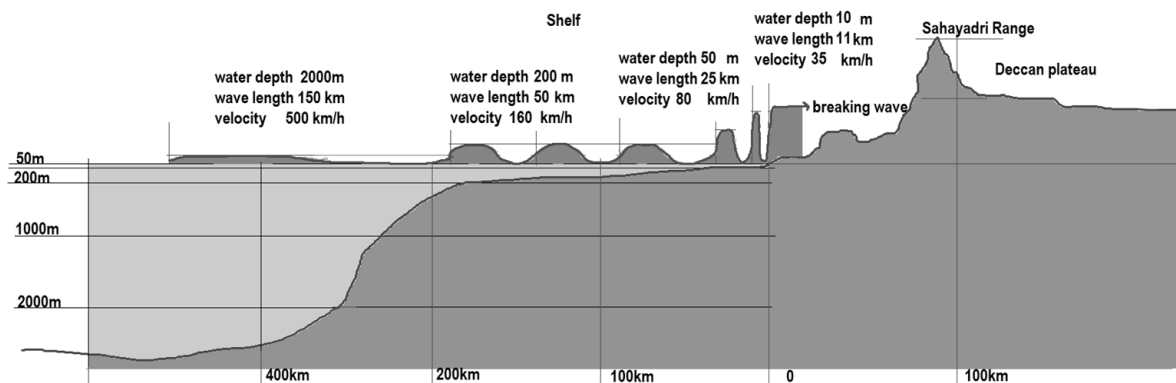 Shelf
water depth 2000m
wave length 150 km
velocity 500 km/h
water depth 200 m
wave length 50 km
velocity 160 km/h
water depth 50 m
wave length 25 km
velocity 80 km/h
water depth 10 m
wave length 11 km
velocity 35 km/h
breaking wave
Sahayadri Range
Deccan plateau
50m
200m
1000m
2000m
400km
200km
100km
0
100km